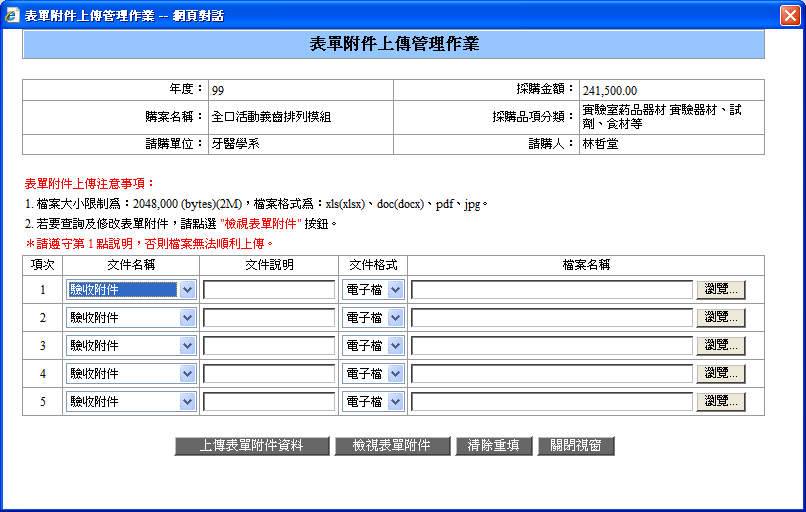 表單附件上傳管理作業 -- 網頁對話
表單附件上傳管理作業
年度： 99 採購金額： 241,500.00
購案名稱： 全口活動義齒排列模組 採購品項分類： 實驗室葯品器材 實驗器材、試
劑、食材等
請購單位： 牙醫學系 請購人： 林哲堂
表單附件上傳注意事項：
1. 檔案大小限制為：2048,000 (bytes)(2M)，檔案格式為：xls(xlsx)、doc(docx)、pdf、jpg。
2. 若要查詢及修改表單附件，請點選 "檢視表單附件" 按鈕。
＊請遵守第 1 點說明，否則檔案無法順利上傳。
項次 文件名稱 文件說明 文件格式 檔案名稱
1 驗收附件 電子檔 瀏覽...
2 驗收附件 電子檔 瀏覽...
3 驗收附件 電子檔 瀏覽...
4 驗收附件 電子檔 瀏覽...
5 驗收附件 電子檔 瀏覽...
上傳表單附件資料 檢視表單附件 清除重填 關閉視窗